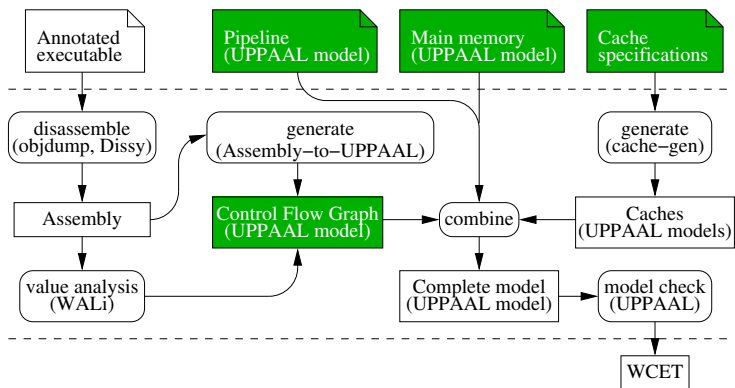 Annotated
executable
Pipeline
(UPPAAL model)
Main memory
(UPPAAL model)
Cache
specifications
disassemble
(objdump, Dissy)
generate
(Assembly−to−UPPAAL)
generate
(cache−gen)
Assembly
Control Flow Graph
(UPPAAL model)
combine
Caches
(UPPAAL models)
value analysis
(WALi)
Complete model
(UPPAAL model)
model check
(UPPAAL)
WCET